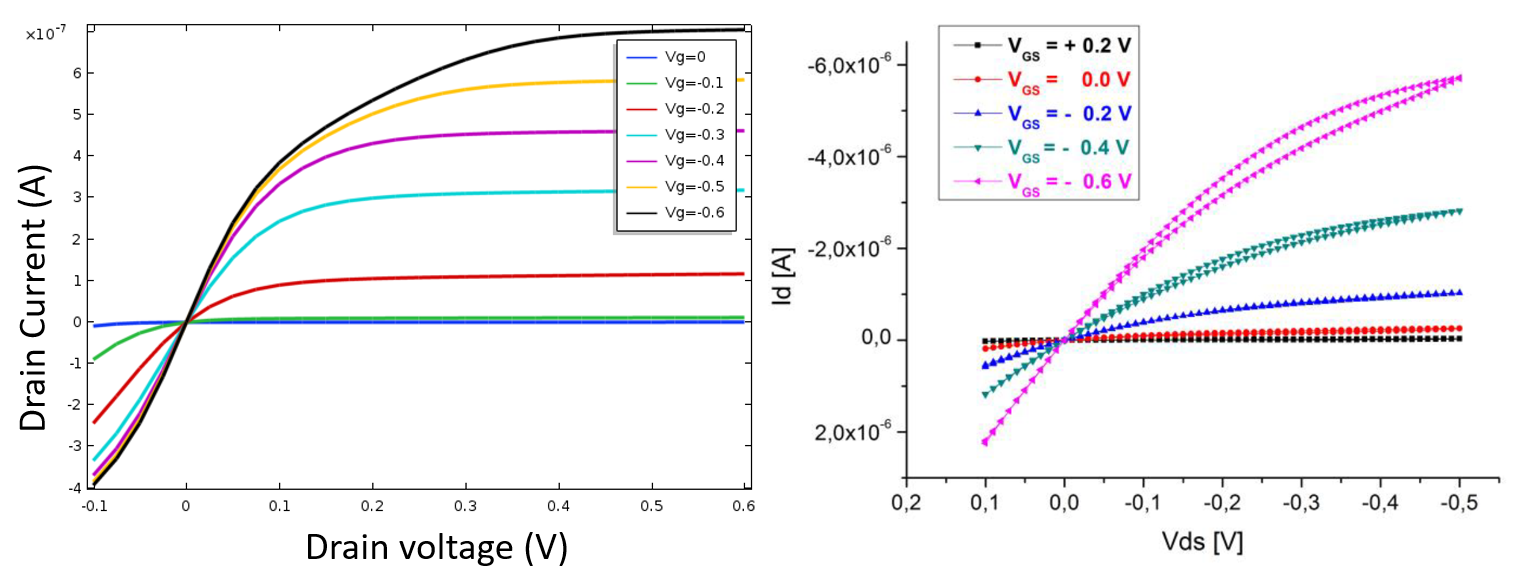 ×10⁻⁷
6
5
4
3
2
1
0
-1
-2
-3
-4
-0.1 0 0.1 0.2 0.3 0.4 0.5 0.6
Drain Current (A)
Drain voltage (V)
Vg=0
Vg=-0.1
Vg=-0.2
Vg=-0.3
Vg=-0.4
Vg=-0.5
Vg=-0.6
-6,0x10⁻⁶
-4,0x10⁻⁶
-2,0x10⁻⁶
0,0
2,0x10⁻⁶
Id [A]
V_GS = + 0.2 V
V_GS = 0.0 V
V_GS = - 0.2 V
V_GS = - 0.4 V
V_GS = - 0.6 V
0,2 0,1 0,0 -0,1 -0,2 -0,3 -0,4 -0,5
Vds [V]